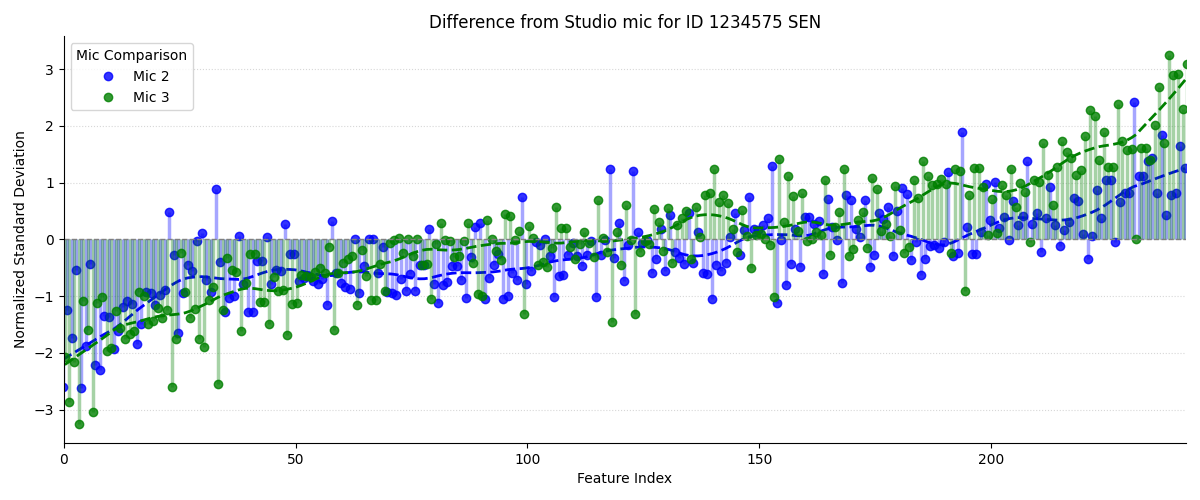 Difference from Studio mic for ID 1234575 SEN
Mic Comparison
Mic 2
Mic 3
Normalized Standard Deviation
3
2
1
0
−1
−2
−3
0 50 100 150 200
Feature Index